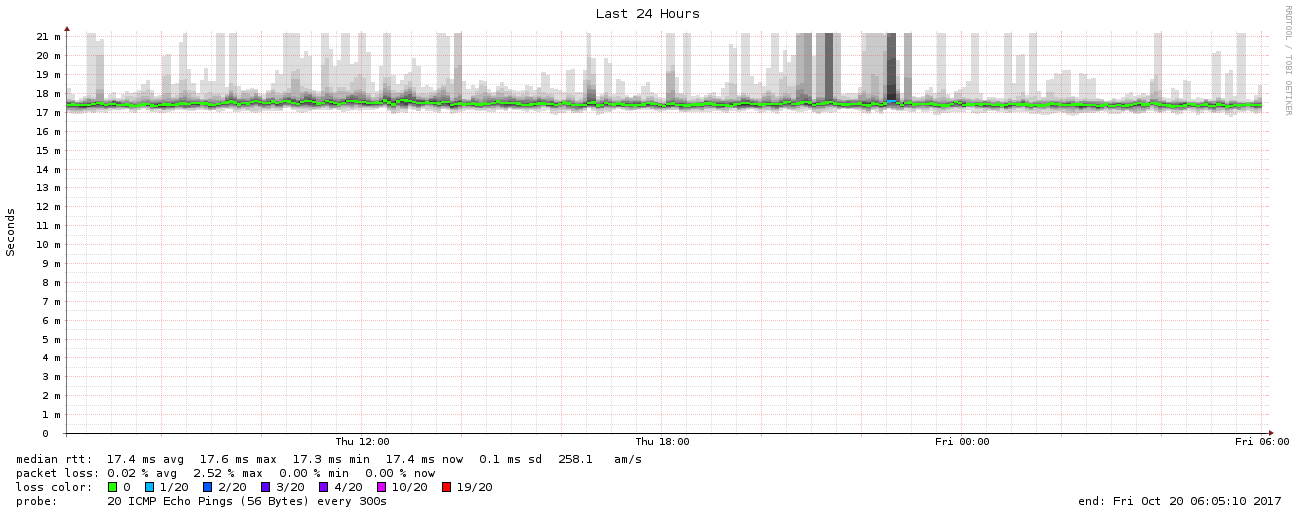 Last 24 Hours
RRDTOOL / TOBI OETIKER
21 m
20 m
19 m
18 m
17 m
16 m
15 m
14 m
13 m
12 m
11 m
10 m
9 m
8 m
7 m
6 m
5 m
4 m
3 m
2 m
1 m
0
Seconds
Thu 12:00 Thu 18:00 Fri 00:00 Fri 06:00
median rtt: 17.4 ms avg 17.6 ms max 17.3 ms min 17.4 ms now 0.1 ms sd 258.1 am/s
packet loss: 0.02 % avg 2.52 % max 0.00 % min 0.00 % now
loss color: 0 1/20 2/20 3/20 4/20 10/20 19/20
probe: 20 ICMP Echo Pings (56 Bytes) every 300s end: Fri Oct 20 06:05:10 2017